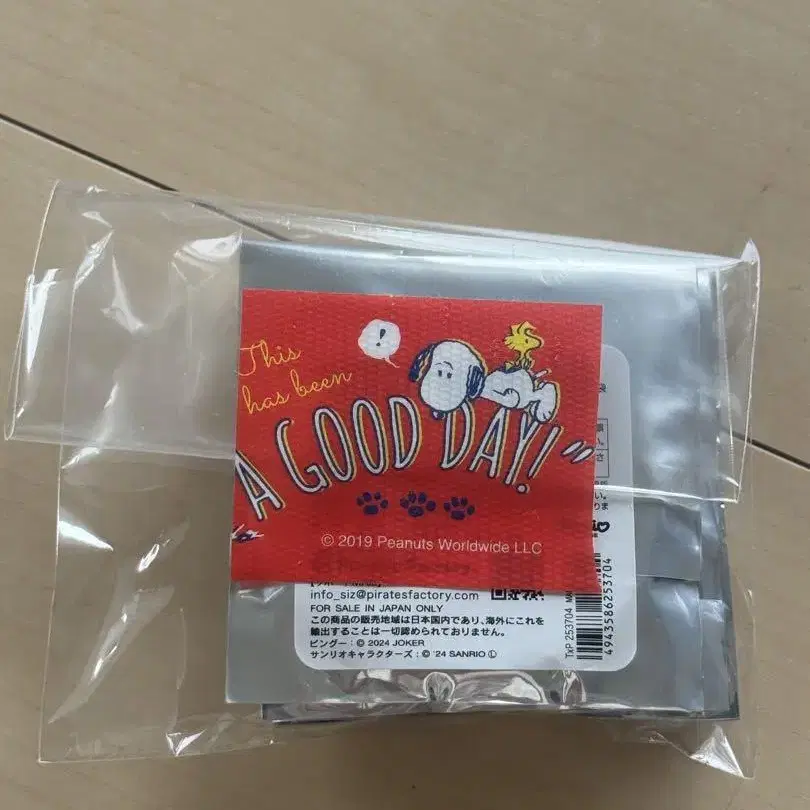 !
This
has been
A GOOD DAY!"
© 2019 Peanuts Worldwide LLC
info_siz@piratesfactory.com
FOR SALE IN JAPAN ONLY
この商品の販売地域は日本国内であり、海外にこれを
輸出することは一切認められておりません。
ピングー：© 2024 JOKER
サンリオキャラクターズ：© '24 SANRIO Ⓛ
TxP 253704
4943586253704